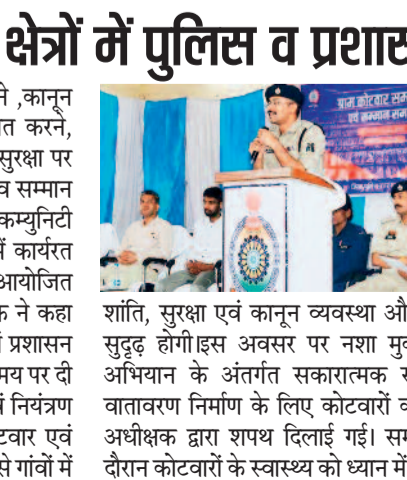 क्षेत्रों में पुलिस व प्रशास
ने ,कानून
त करने,
सुरक्षा पर
व सम्मान
कम्युनिटी
में कार्यरत
आयोजित
क ने कहा
प्रशासन
मय पर दी
नियंत्रण
टवार एवं
से गांवों में
ग्राम कोटवार सम
एवं सम्मान समा
शांति, सुरक्षा एवं कानून व्यवस्था औ
सुदृढ़ होगी।इस अवसर पर नशा मु
अभियान के अंतर्गत सकारात्मक
वातावरण निर्माण के लिए कोटवारों
अधीक्षक द्वारा शपथ दिलाई गई। सम
दौरान कोटवारों के स्वास्थ्य को ध्यान में